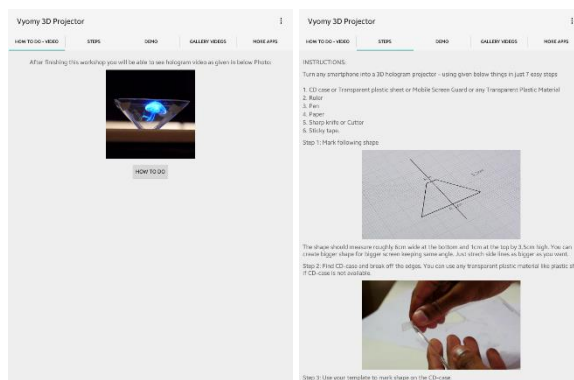 Vyomy 3D Projector
HOW TO DO - VIDEO STEPS DEMO GALLERY VIDEOS MORE APPS
After finishing this workshop you will be able to see hologram video as given in below Photo:
HOW TO DO
Vyomy 3D Projector
HOW TO DO - VIDEO STEPS DEMO GALLERY VIDEOS MORE APPS
INSTRUCTIONS:
Turn any smartphone into a 3D hologram projector - using given below things in just 7 easy steps
1. CD case or Transparent plastic sheet or Mobile Screen Guard or any Transparent Plastic Material
2. Ruler
3. Pen
4. Paper
5. Sharp knife or Cutter
6. Sticky tape.
Step 1: Mark following shape
The shape should measure roughly 6cm wide at the bottom and 1cm at the top by 3.5cm high. You can
create bigger shape for bigger screen keeping same angle. Just strech side lines as bigger as you want.
Step 2: Find CD-case and break off the edges. You can use any transparent plastic material like plastic
if CD-case is not available.
Step 3: Use your template to mark shape on the CD-case.